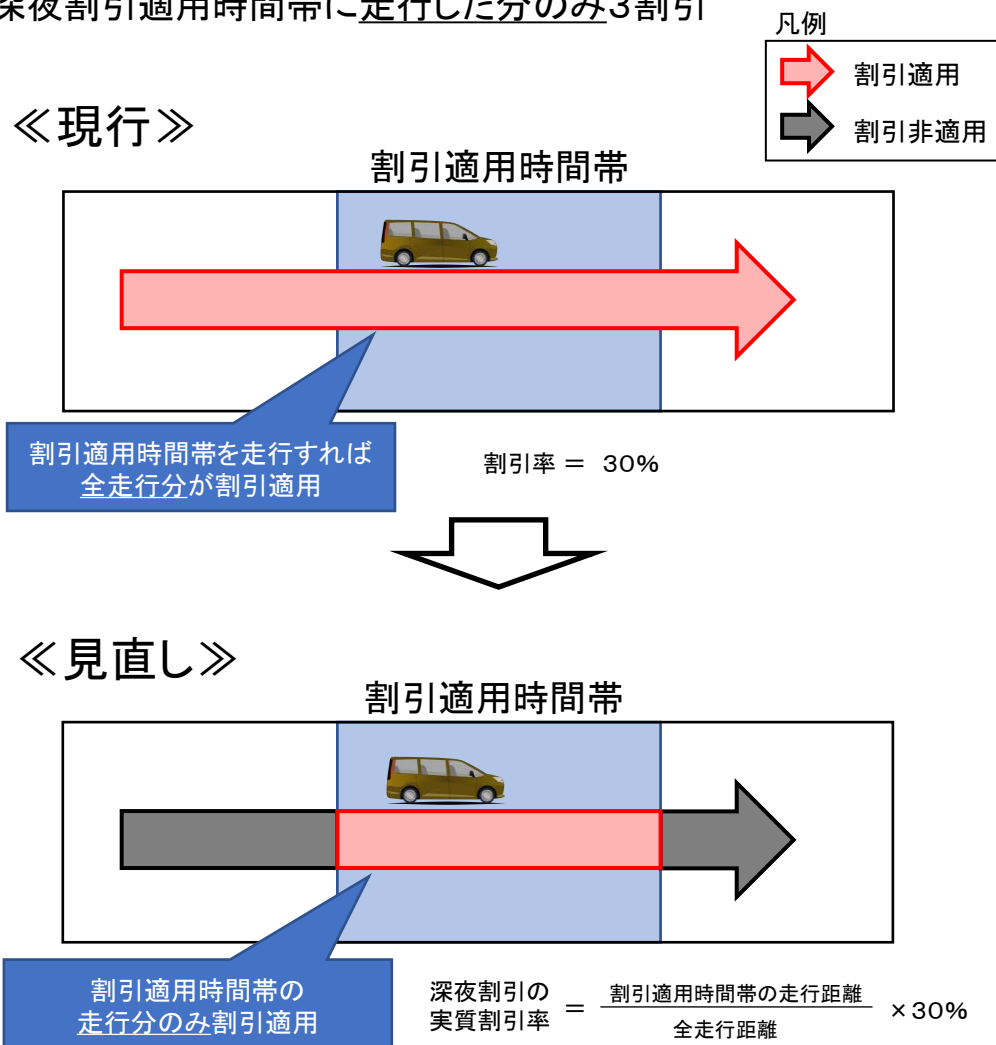 深夜割引適用時間帯に走行した分のみ3割引
凡例
割引適用
割引非適用
≪現行≫
割引適用時間帯
割引適用時間帯を走行すれば
全走行分が割引適用
割引率 = 30%
≪見直し≫
割引適用時間帯
割引適用時間帯の
走行分のみ割引適用
深夜割引の
実質割引率
=
割引適用時間帯の走行距離
全走行距離
×30%